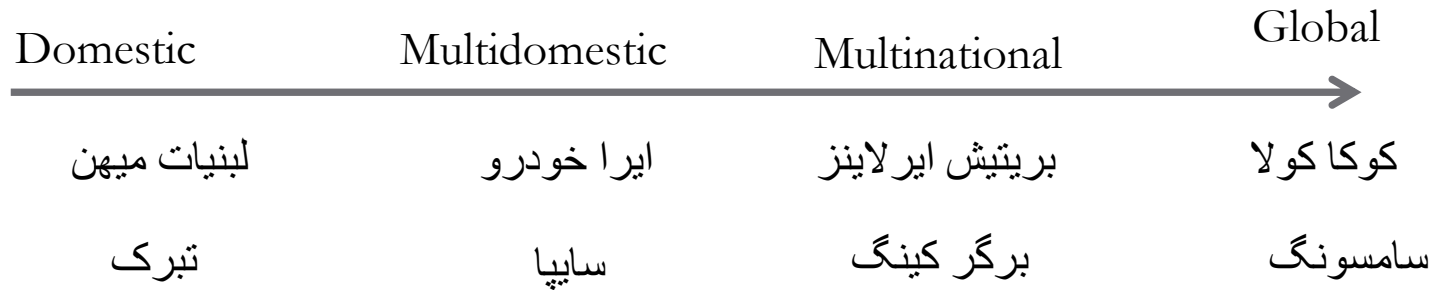 Domestic Multidomestic Multinational Global
لبنیات میهن ایرا خودرو بریتیش ایرلاینز کوکا کولا
تبرک سایپا برگر کینگ سامسونگ